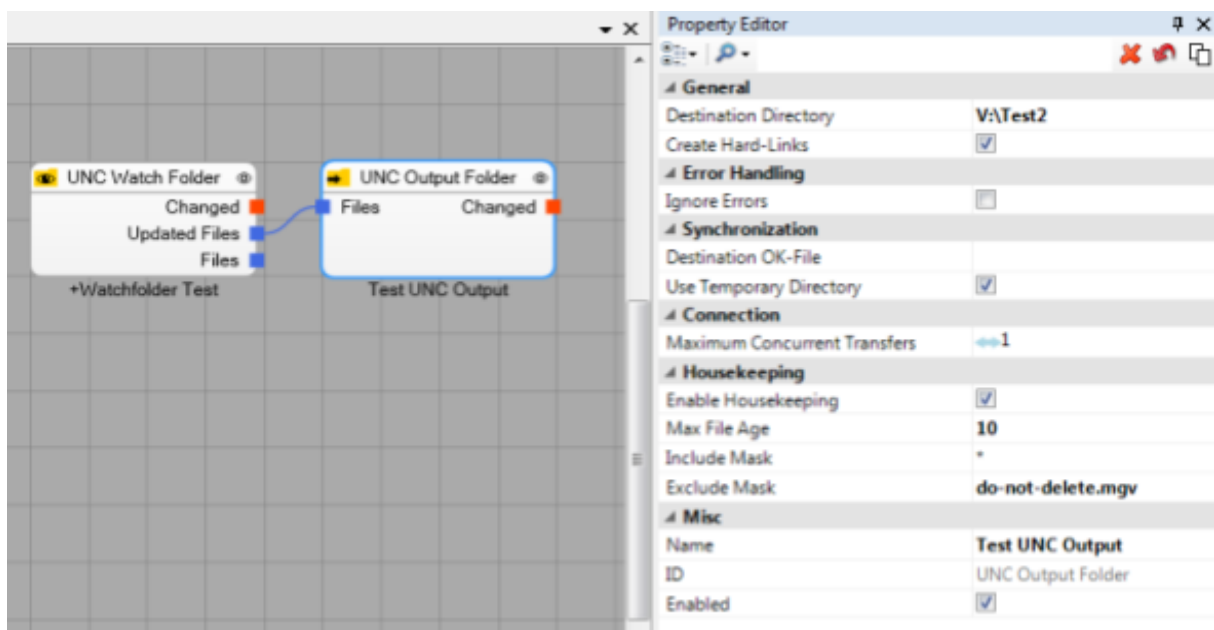 Property Editor
General
Destination Directory V:\Test2
Create Hard-Links
Error Handling
Ignore Errors
Synchronization
Destination OK-File
Use Temporary Directory
Connection
Maximum Concurrent Transfers 1
Housekeeping
Enable Housekeeping
Max File Age 10
Include Mask *
Exclude Mask do-not-delete.mgv
Misc
Name Test UNC Output
ID UNC Output Folder
Enabled
UNC Watch Folder
Changed
Updated Files
Files
+Watchfolder Test
UNC Output Folder
Files Changed
Test UNC Output